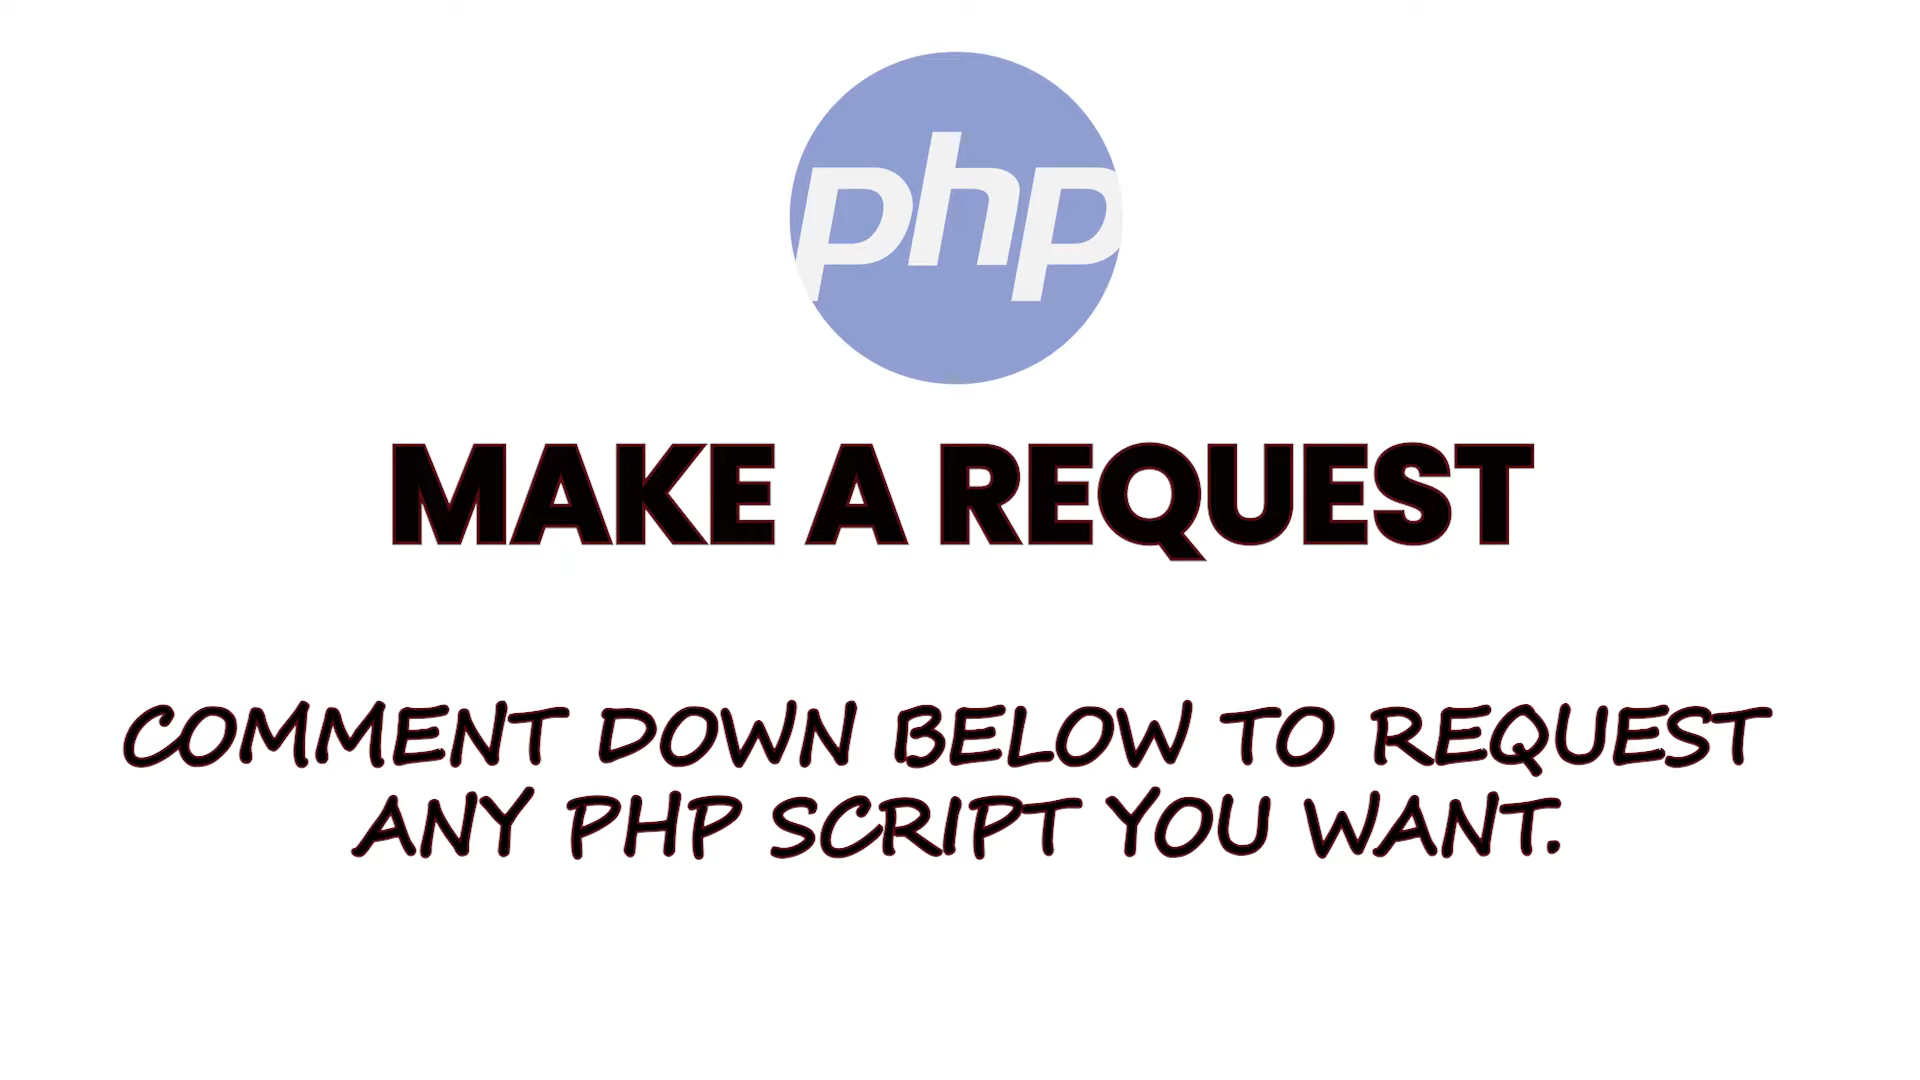 php
MAKE A REQUEST
COMMENT DOWN BELOW TO REQUEST
ANY PHP SCRIPT YOU WANT.